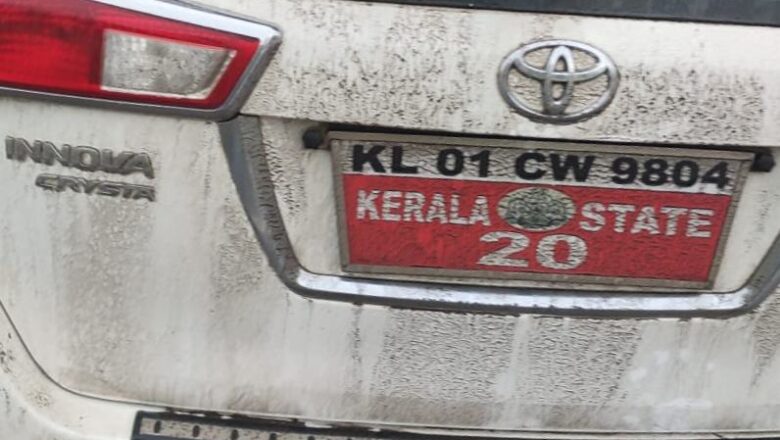 INNOVA
CRYSTA
KL 01 CW 9804
KERALA STATE
20